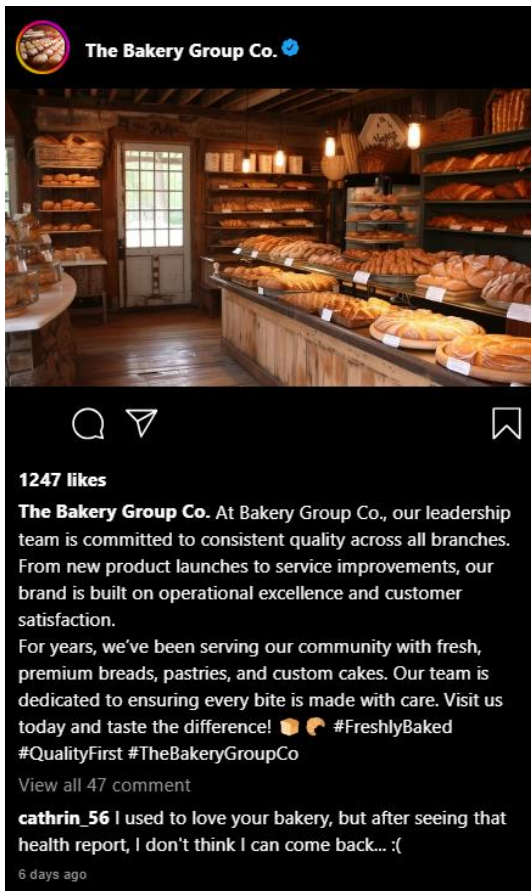 The Bakery Group Co.
1247 likes
The Bakery Group Co. At Bakery Group Co., our leadership
team is committed to consistent quality across all branches.
From new product launches to service improvements, our
brand is built on operational excellence and customer
satisfaction.
For years, we’ve been serving our community with fresh,
premium breads, pastries, and custom cakes. Our team is
dedicated to ensuring every bite is made with care. Visit us
today and taste the difference! 🍞 🥐 #FreshlyBaked
#QualityFirst #TheBakeryGroupCo
View all 47 comment
cathrin_56 I used to love your bakery, but after seeing that
health report, I don't think I can come back... :(
6 days ago